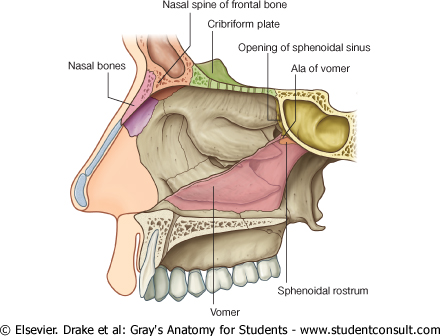 Nasal spine of frontal bone
Cribriform plate
Opening of sphenoidal sinus
Nasal bones
Ala of vomer
Sphenoidal rostrum
Vomer
© Elsevier. Drake et al: Gray's Anatomy for Students - www.studentconsult.com